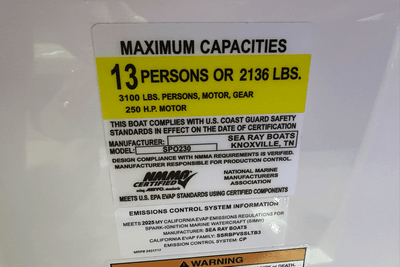 MAXIMUM CAPACITIES
13 PERSONS OR 2136 LBS.
3100 LBS. PERSONS, MOTOR, GEAR
250 H.P. MOTOR
THIS BOAT COMPLIES WITH U.S. COAST GUARD SAFETY
STANDARDS IN EFFECT ON THE DATE OF CERTIFICATION
MANUFACTURER: SEA RAY BOATS
KNOXVILLE, TN
MODEL: SPO230
DESIGN COMPLIANCE WITH NMMA REQUIREMENTS IS VERIFIED.
MANUFACTURER RESPONSIBLE FOR PRODUCTION CONTROL.
NMMA
CERTIFIED
NATIONAL MARINE
MANUFACTURERS
ASSOCIATION
MEETS U.S. EPA EVAP STANDARDS USING CERTIFIED COMPONENTS
EMISSIONS CONTROL SYSTEM INFORMATION
MEETS 2025 MY CALIFORNIA EVAP EMISSIONS REGULATIONS FOR
SPARK-IGNITION MARINE WATERCRAFT (SIMW)
MANUFACTURER: SEA RAY BOATS
CALIFORNIA EVAP FAMILY: SSRBPVSSLTB3
EMISSION CONTROL SYSTEM: CP
WARNING